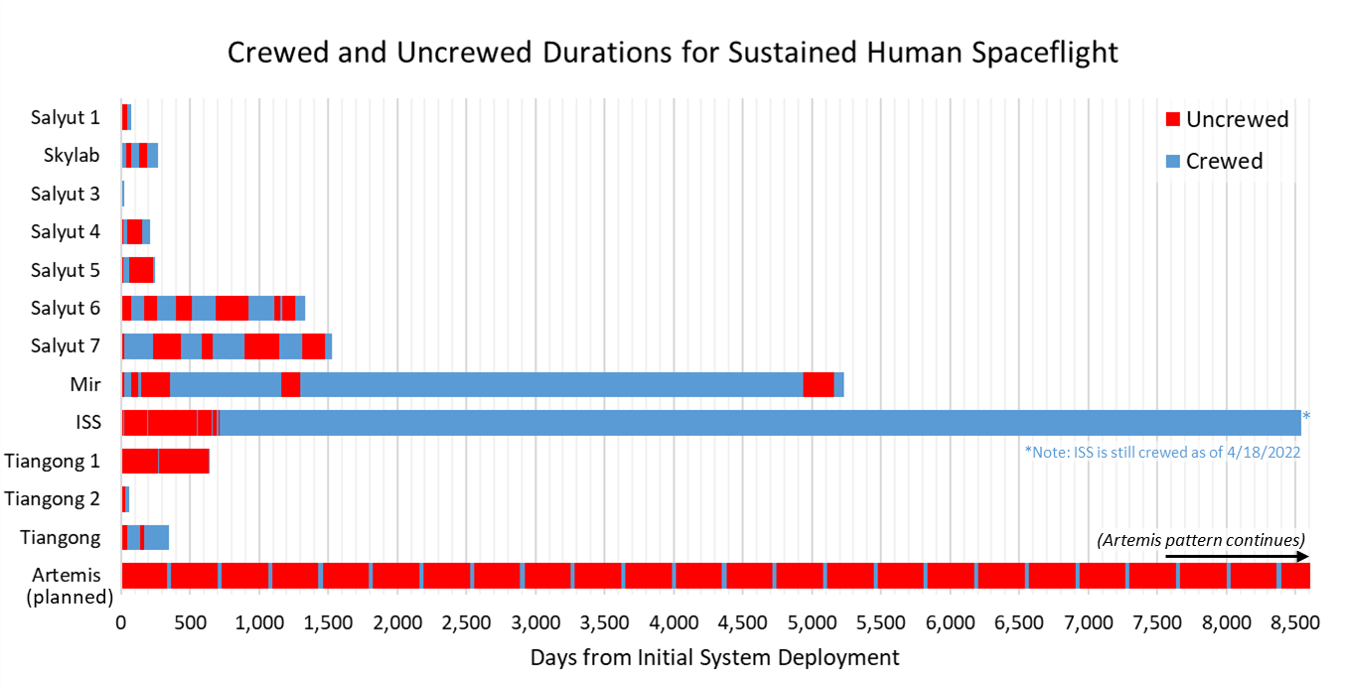 Crewed and Uncrewed Durations for Sustained Human Spaceflight
Uncrewed
Crewed
Salyut 1
Skylab
Salyut 3
Salyut 4
Salyut 5
Salyut 6
Salyut 7
Mir
ISS
*
*Note: ISS is still crewed as of 4/18/2022
Tiangong 1
Tiangong 2
Tiangong
(Artemis pattern continues)
Artemis
(planned)
0 500 1,000 1,500 2,000 2,500 3,000 3,500 4,000 4,500 5,000 5,500 6,000 6,500 7,000 7,500 8,000 8,500
Days from Initial System Deployment